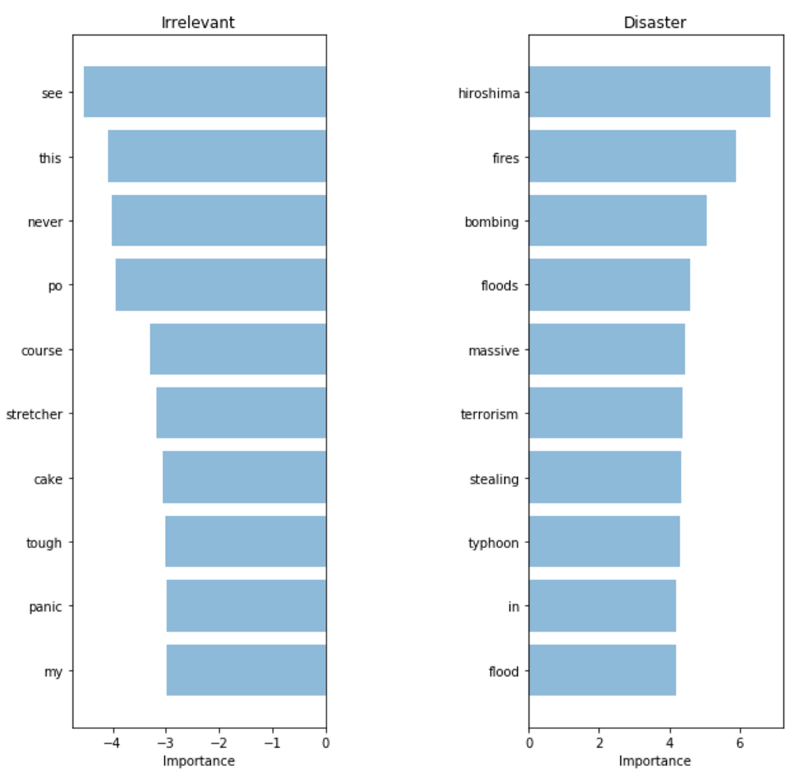 Irrelevant
see
this
never
po
course
stretcher
cake
tough
panic
my
−4 −3 −2 −1 0
Importance
Disaster
hiroshima
fires
bombing
floods
massive
terrorism
stealing
typhoon
in
flood
0 2 4 6
Importance